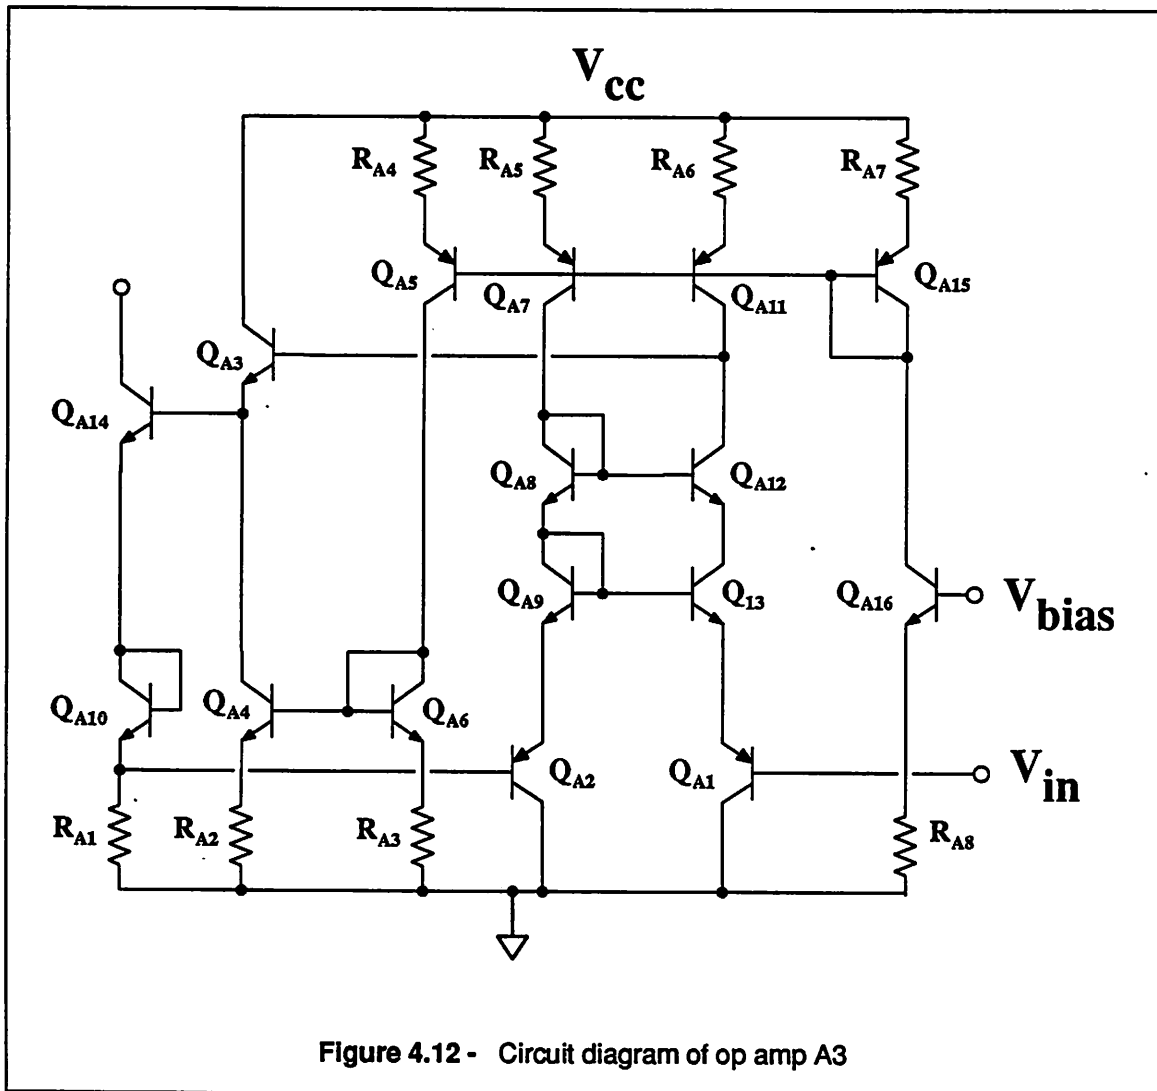 Vcc
RA4 RA5 RA6 RA7
QA5 QA7 QA11 QA15
QA3
QA14
QA8 QA12
QA9 Q13 QA16 Vbias
QA10 QA4 QA6
QA2 QA1 Vin
RA1 RA2 RA3 RA8
Figure 4.12 - Circuit diagram of op amp A3